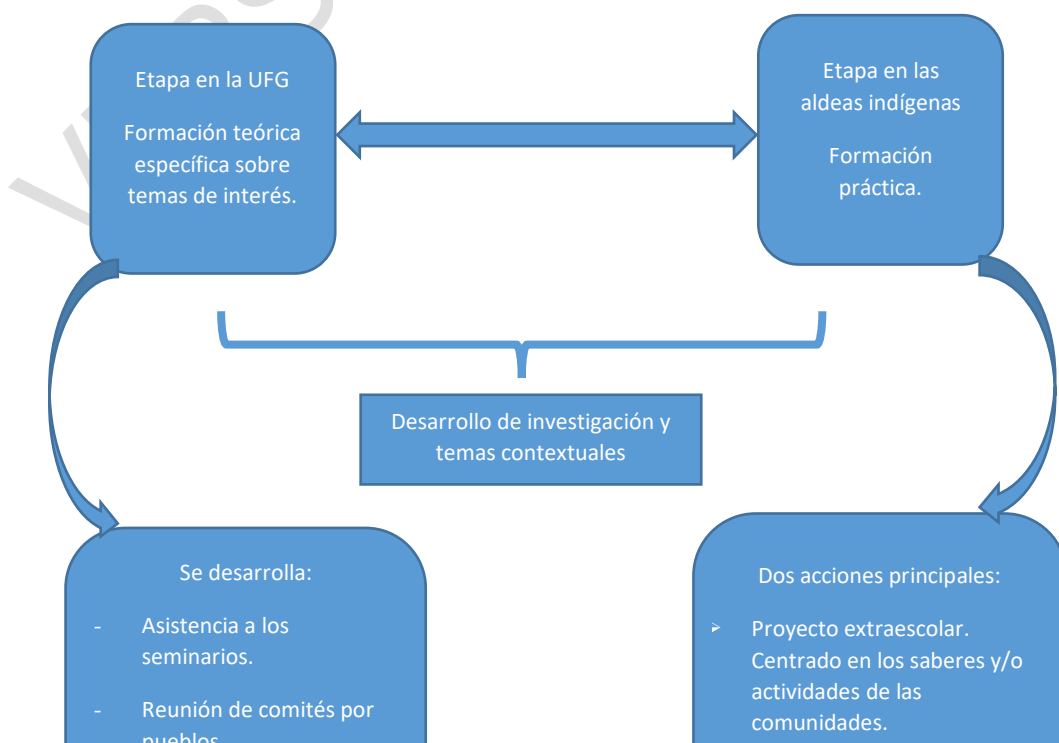 Etapa en la UFG
Formación teórica
específica sobre
temas de interés.
Etapa en las
aldeas indígenas
Formación
práctica.
Desarrollo de investigación y
temas contextuales
Se desarrolla:
- Asistencia a los
seminarios.
- Reunión de comités por
pueblos
Dos acciones principales:
➢ Proyecto extraescolar.
Centrado en los saberes y/o
actividades de las
comunidades.